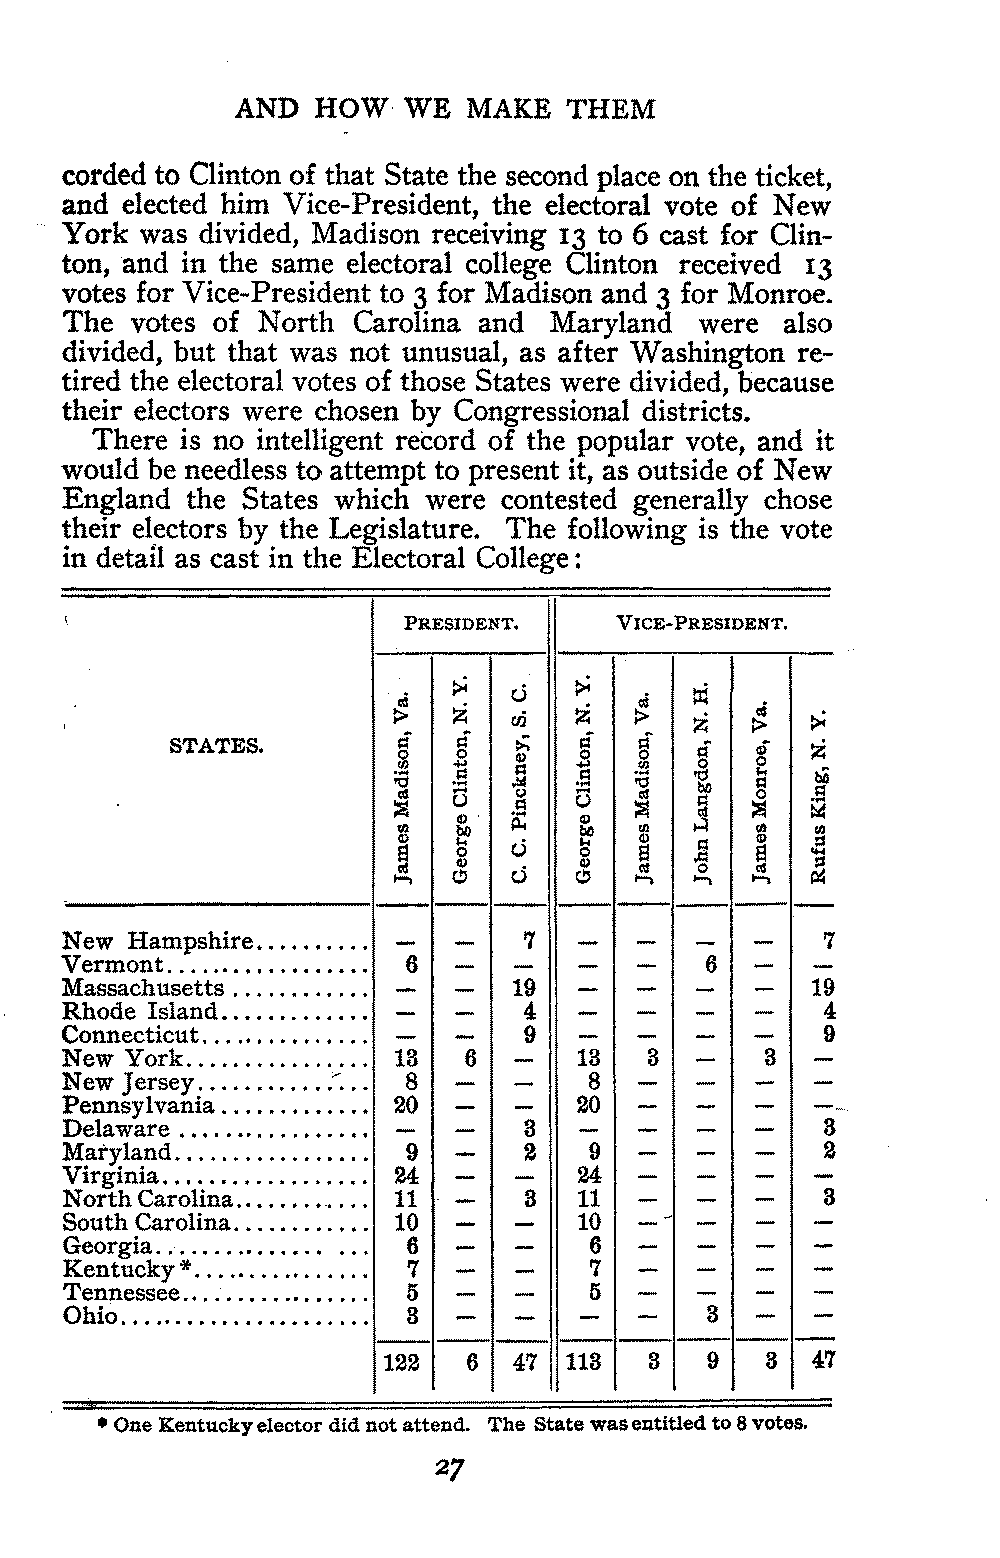 AND HOW WE MAKE THEM
corded to Clinton of that State the second place on the ticket,
and elected him Vice-President, the electoral vote of New
York was divided, Madison receiving 13 to 6 cast for Clin-
ton, and in the same electoral college Clinton received 13
votes for Vice-President to 3 for Madison and 3 for Monroe.
The votes of North Carolina and Maryland were also
divided, but that was not unusual, as after Washington re-
tired the electoral votes of those States were divided, because
their electors were chosen by Congressional districts.
There is no intelligent record of the popular vote, and it
would be needless to attempt to present it, as outside of New
England the States which were contested generally chose
their electors by the Legislature. The following is the vote
in detail as cast in the Electoral College:
PRESIDENT. VICE-PRESIDENT.
STATES. James Madison, Va. George Clinton, N. Y. C. C. Pinckney, S. C. George Clinton, N. Y. James Madison, Va. John Langdon, N. H. James Monroe, Va. Rufus King, N. Y.
New Hampshire.......... — — 7 — — — — 7
Vermont.................. 6 — — — — 6 — —
Massachusetts ............ — — 19 — — — — 19
Rhode Island............. — — 4 — — — — 4
Connecticut............... — — 9 — — — — 9
New York................ 13 6 — 13 3 — 3 —
New Jersey............... 8 — — 8 — — — —
Pennsylvania ............. 20 — — 20 — — — —
Delaware ................. — — 3 — — — — 3
Maryland................. 9 — 2 9 — — — 2
Virginia.................. 24 — — 24 — — — —
North Carolina............ 11 — 3 11 — — — 3
South Carolina............ 10 — — 10 — — — —
Georgia................ ... 6 — — 6 — — — —
Kentucky *................ 7 — — 7 — — — —
Tennessee................. 5 — — 5 — — — —
Ohio...................... 3 — — — — 3 — —
122 6 47 113 3 9 3 47
* One Kentucky elector did not attend. The State was entitled to 8 votes.
27